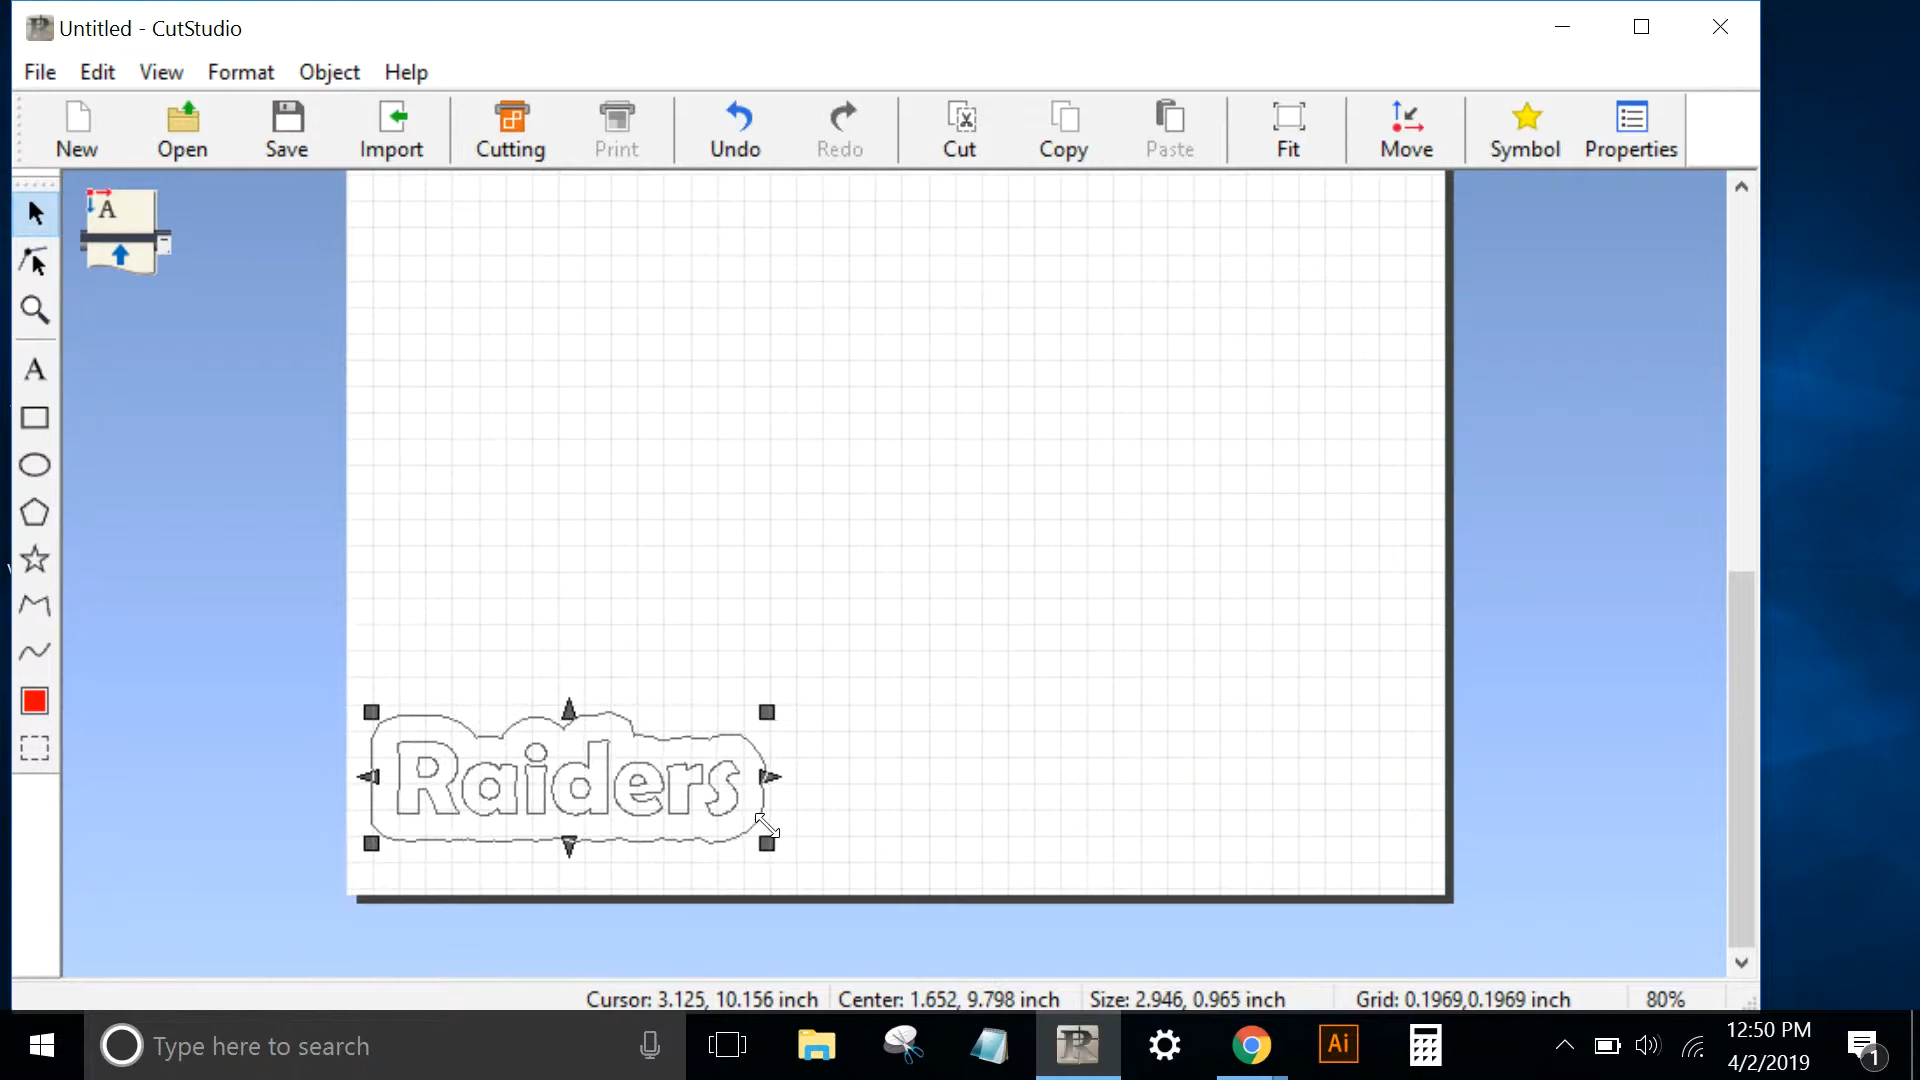 Untitled - CutStudio
File Edit View Format Object Help
New Open Save Import Cutting Print Undo Redo Cut Copy Paste Fit Move Symbol Properties
A
A
Raiders
Cursor: 3.125, 10.156 inch Center: 1.652, 9.798 inch Size: 2.946, 0.965 inch Grid: 0.1969,0.1969 inch 80%
Type here to search
Ai
12:50 PM
4/2/2019
1